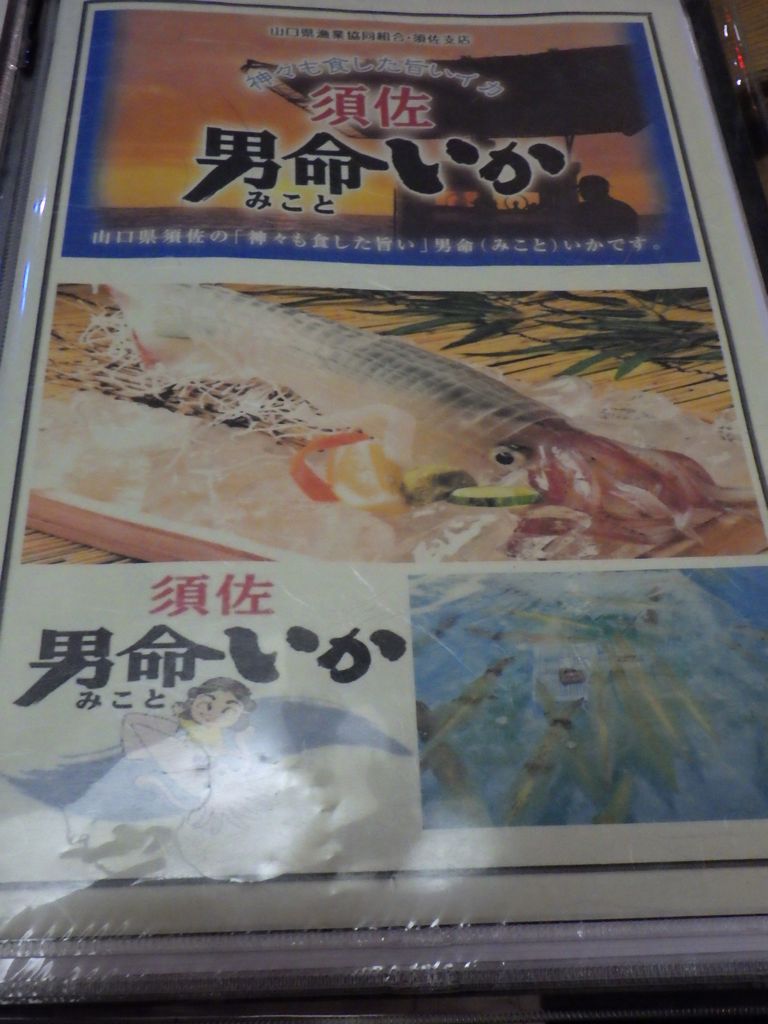 山口県漁業協同組合・須佐支店
神々も食した旨いイカ
須佐
男命いか
みこと
山口県須佐の「神々も食した旨い」男命(みこと)いかです。
須佐
男命いか
みこと